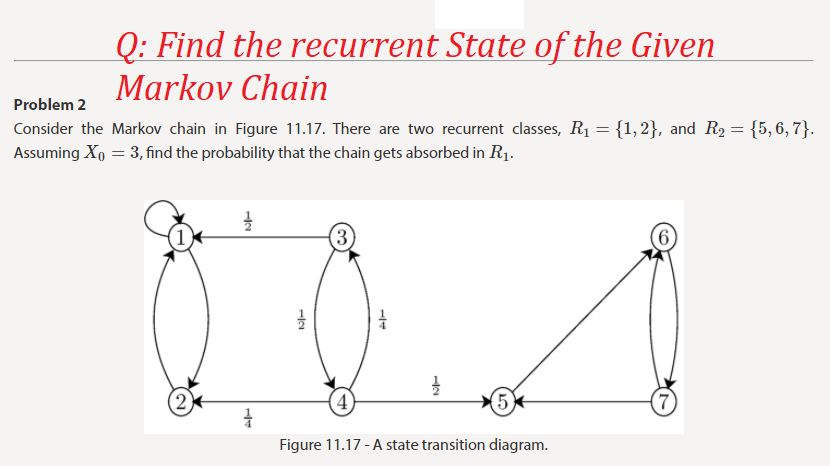 Q: Find the recurrent State of the Given
Markov Chain
Problem 2
Consider the Markov chain in Figure 11.17. There are two recurrent classes, R₁ = {1, 2}, and R₂ = {5, 6, 7}.
Assuming X₀ = 3, find the probability that the chain gets absorbed in R₁.
1/2
1 3 6
1/2 1/4
1/2
2 4 5 7
1/4
Figure 11.17 - A state transition diagram.